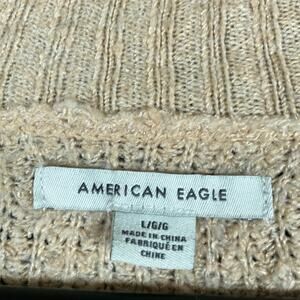 AMERICAN EAGLE
L/G/G
MADE IN CHINA
FABRIQUÉ EN
CHINE